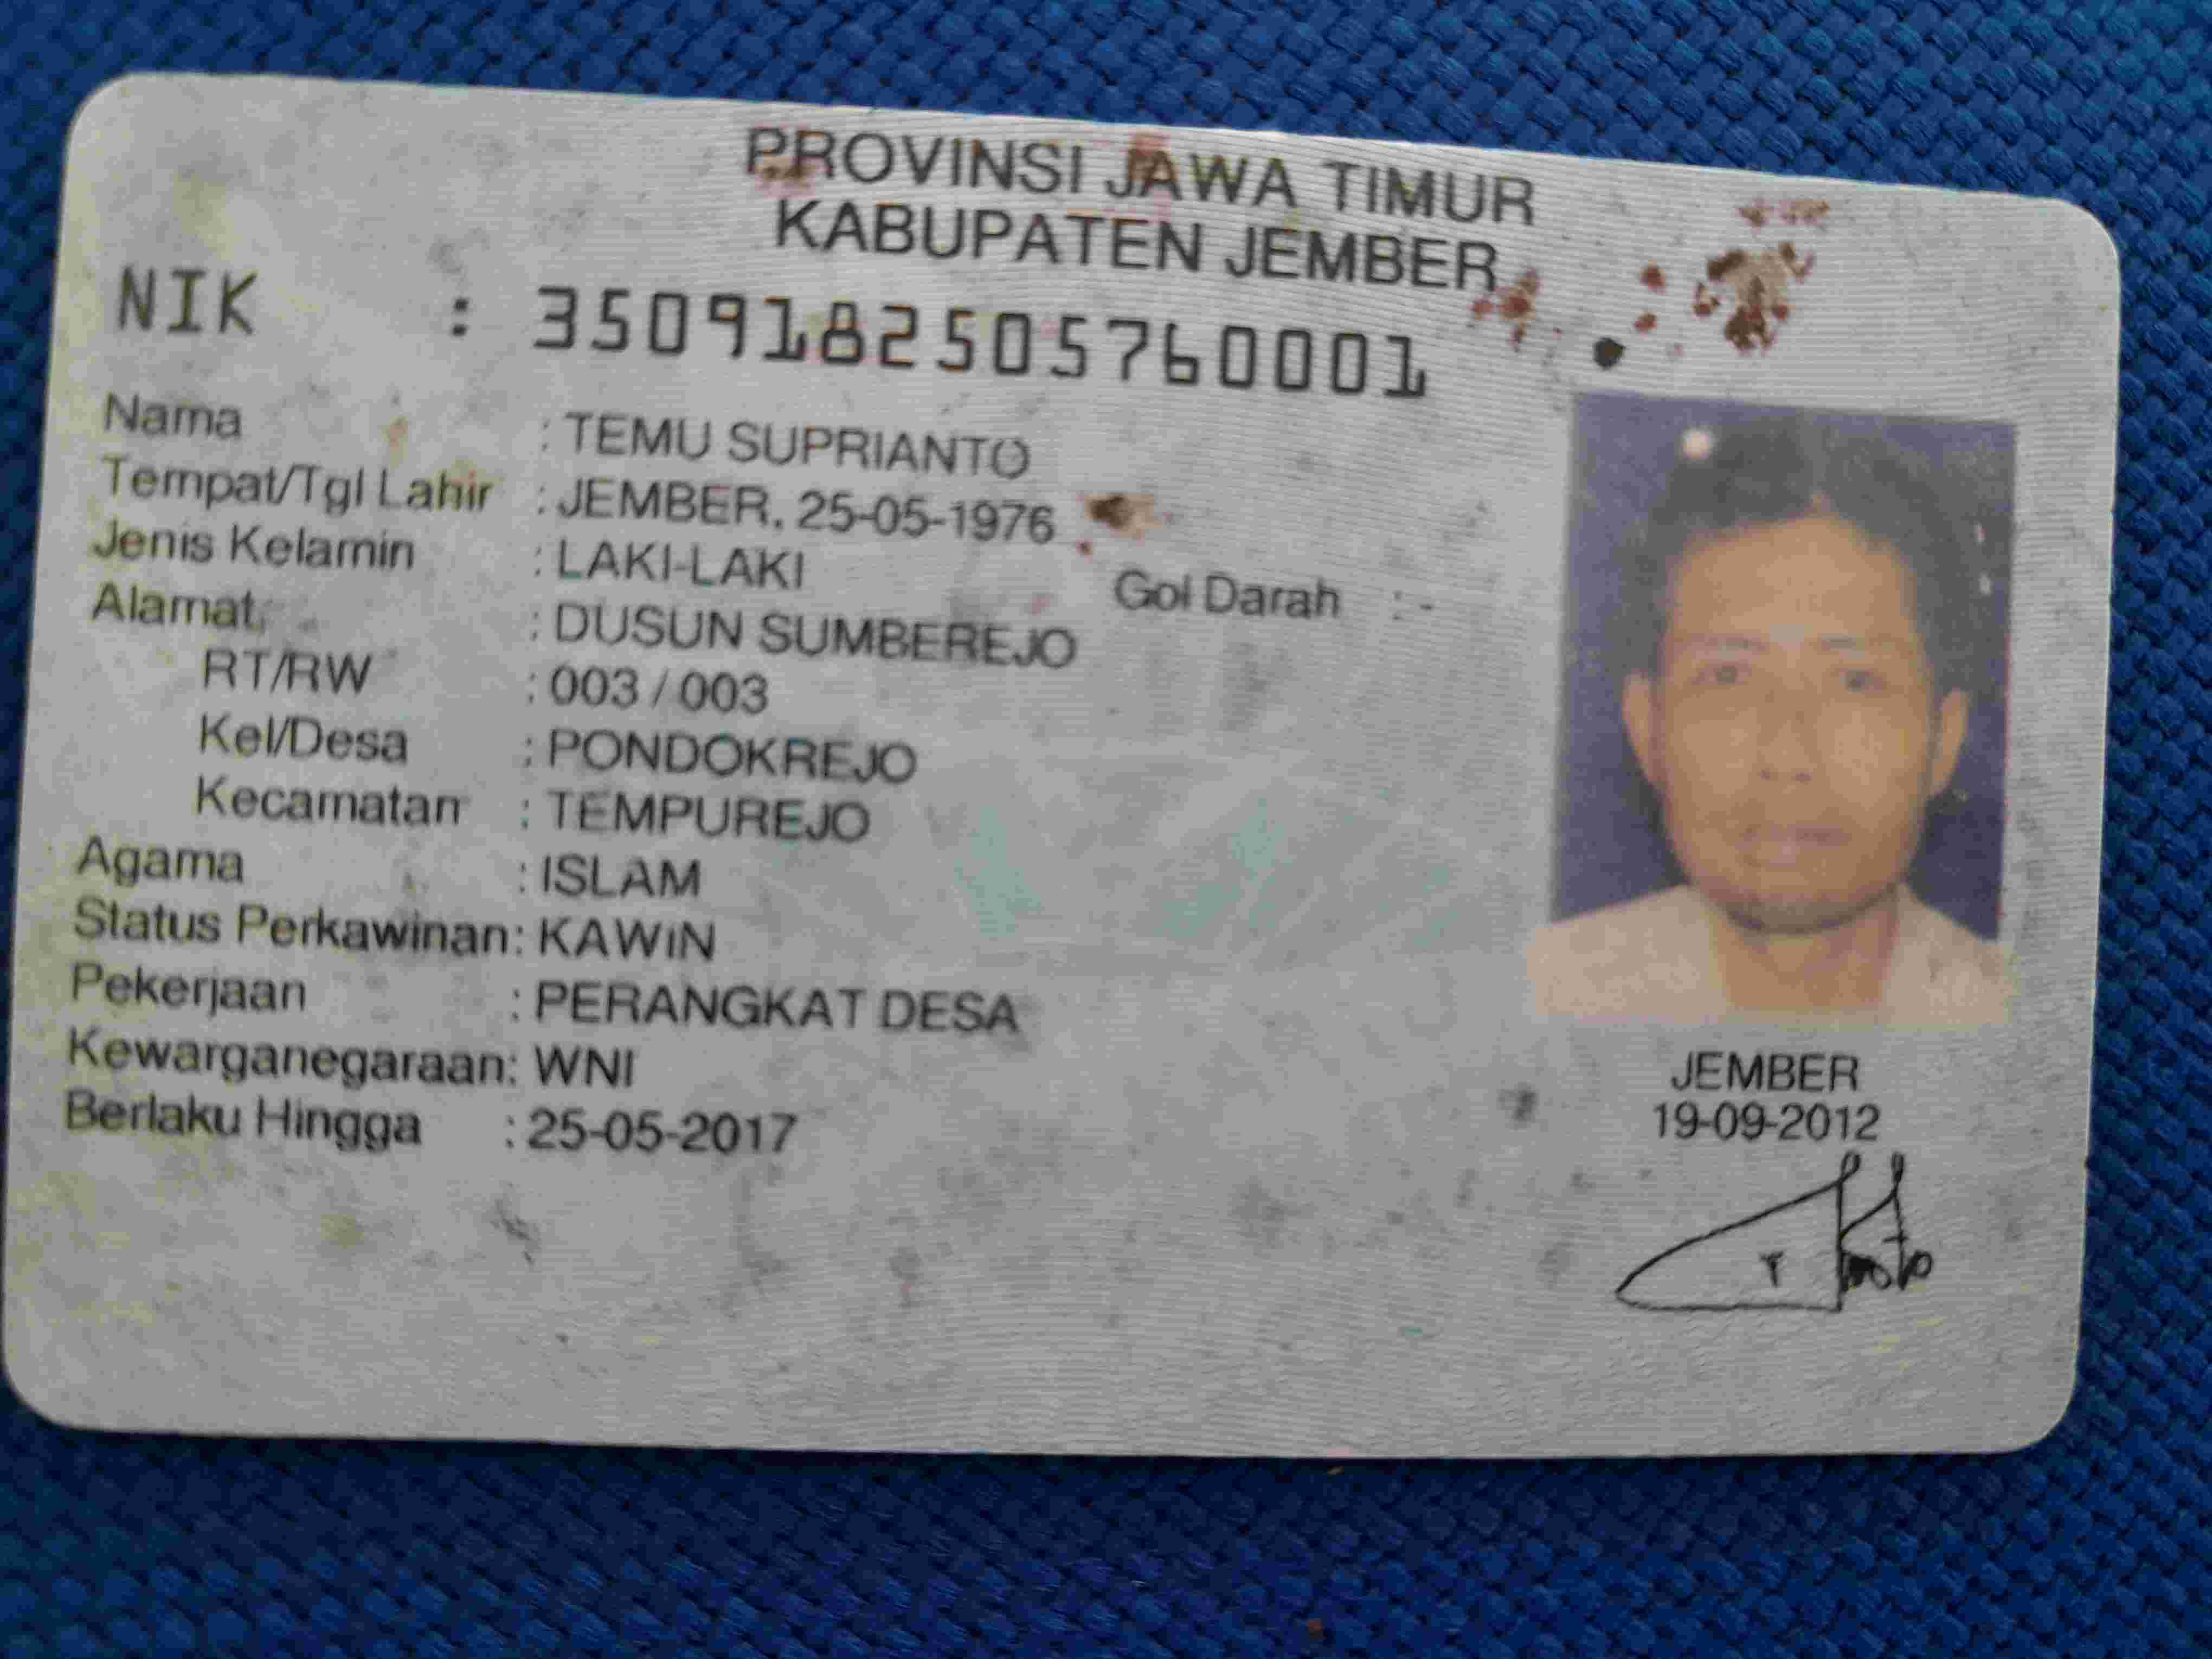 PROVINSI JAWA TIMUR
KABUPATEN JEMBER
NIK : 3509182505760001
Nama : TEMU SUPRIANTO
Tempat/Tgl Lahir : JEMBER, 25-05-1976
Jenis Kelamin : LAKI-LAKI Gol Darah : -
Alamat : DUSUN SUMBEREJO
RT/RW : 003 / 003
Kel/Desa : PONDOKREJO
Kecamatan : TEMPUREJO
Agama : ISLAM
Status Perkawinan: KAWIN
Pekerjaan : PERANGKAT DESA
Kewarganegaraan: WNI
Berlaku Hingga : 25-05-2017
JEMBER
19-09-2012